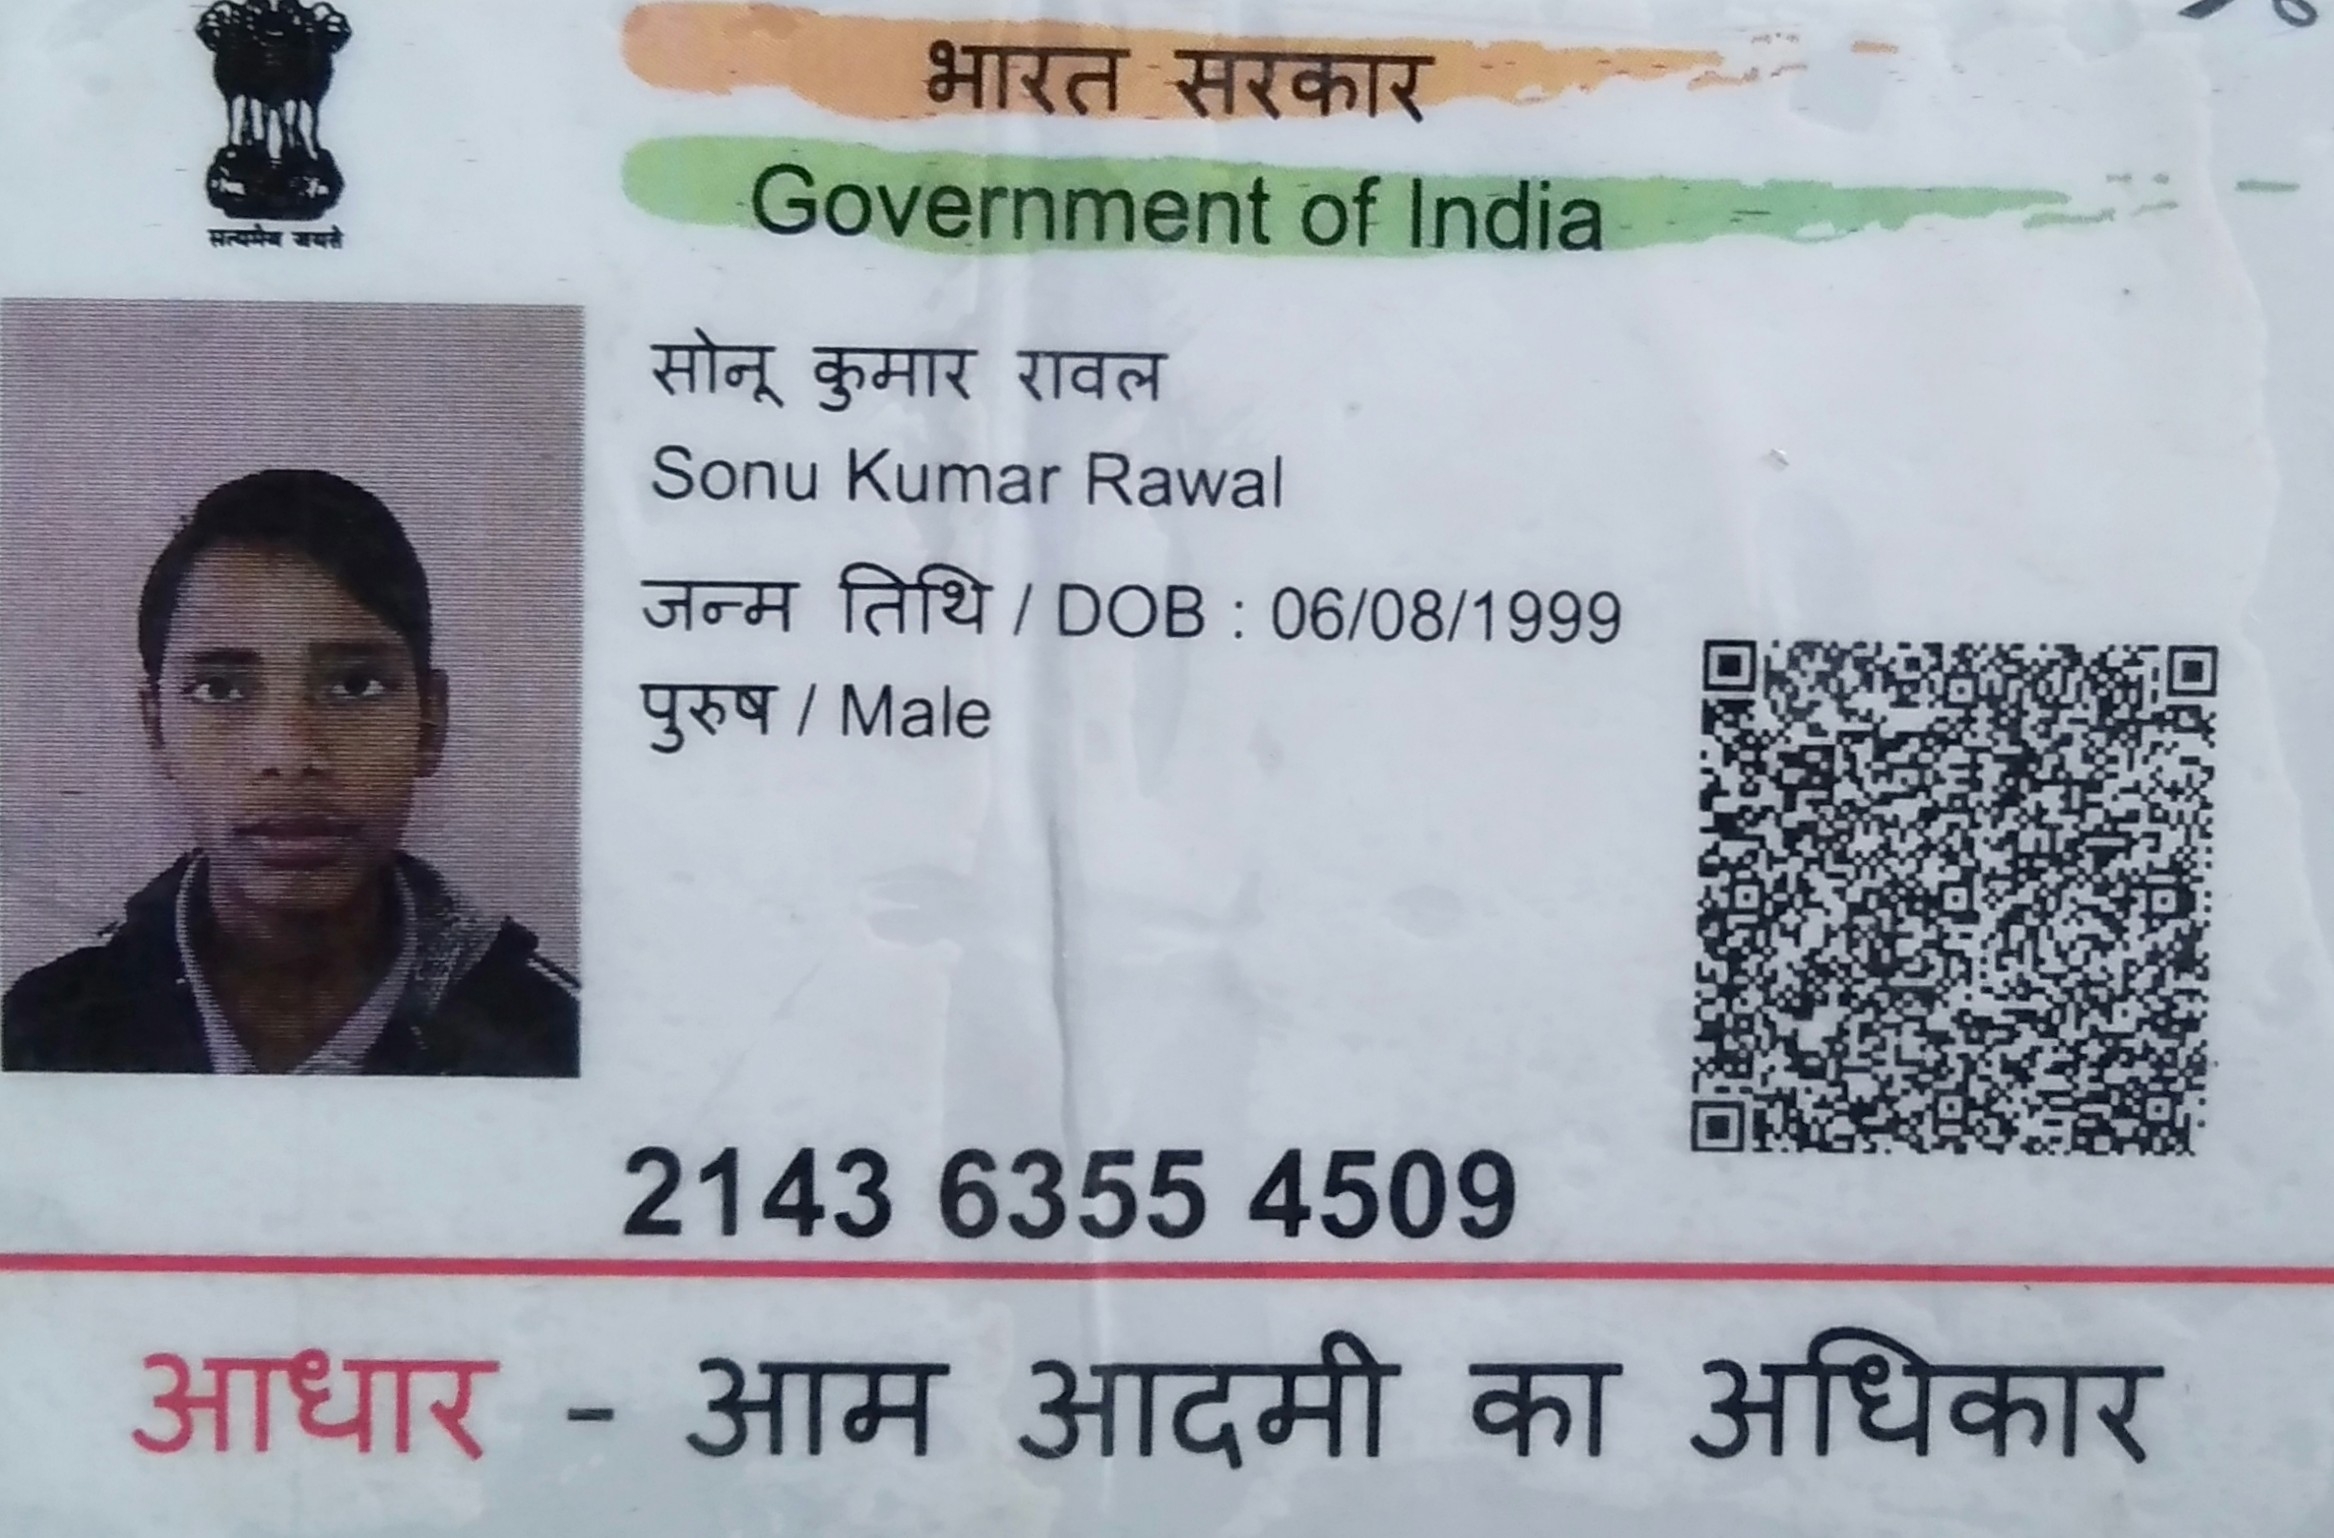 सत्यमेव जयते
भारत सरकार
Government of India
सोनू कुमार रावल
Sonu Kumar Rawal
जन्म तिथि / DOB : 06/08/1999
पुरुष / Male
2143 6355 4509
आधार - आम आदमी का अधिकार